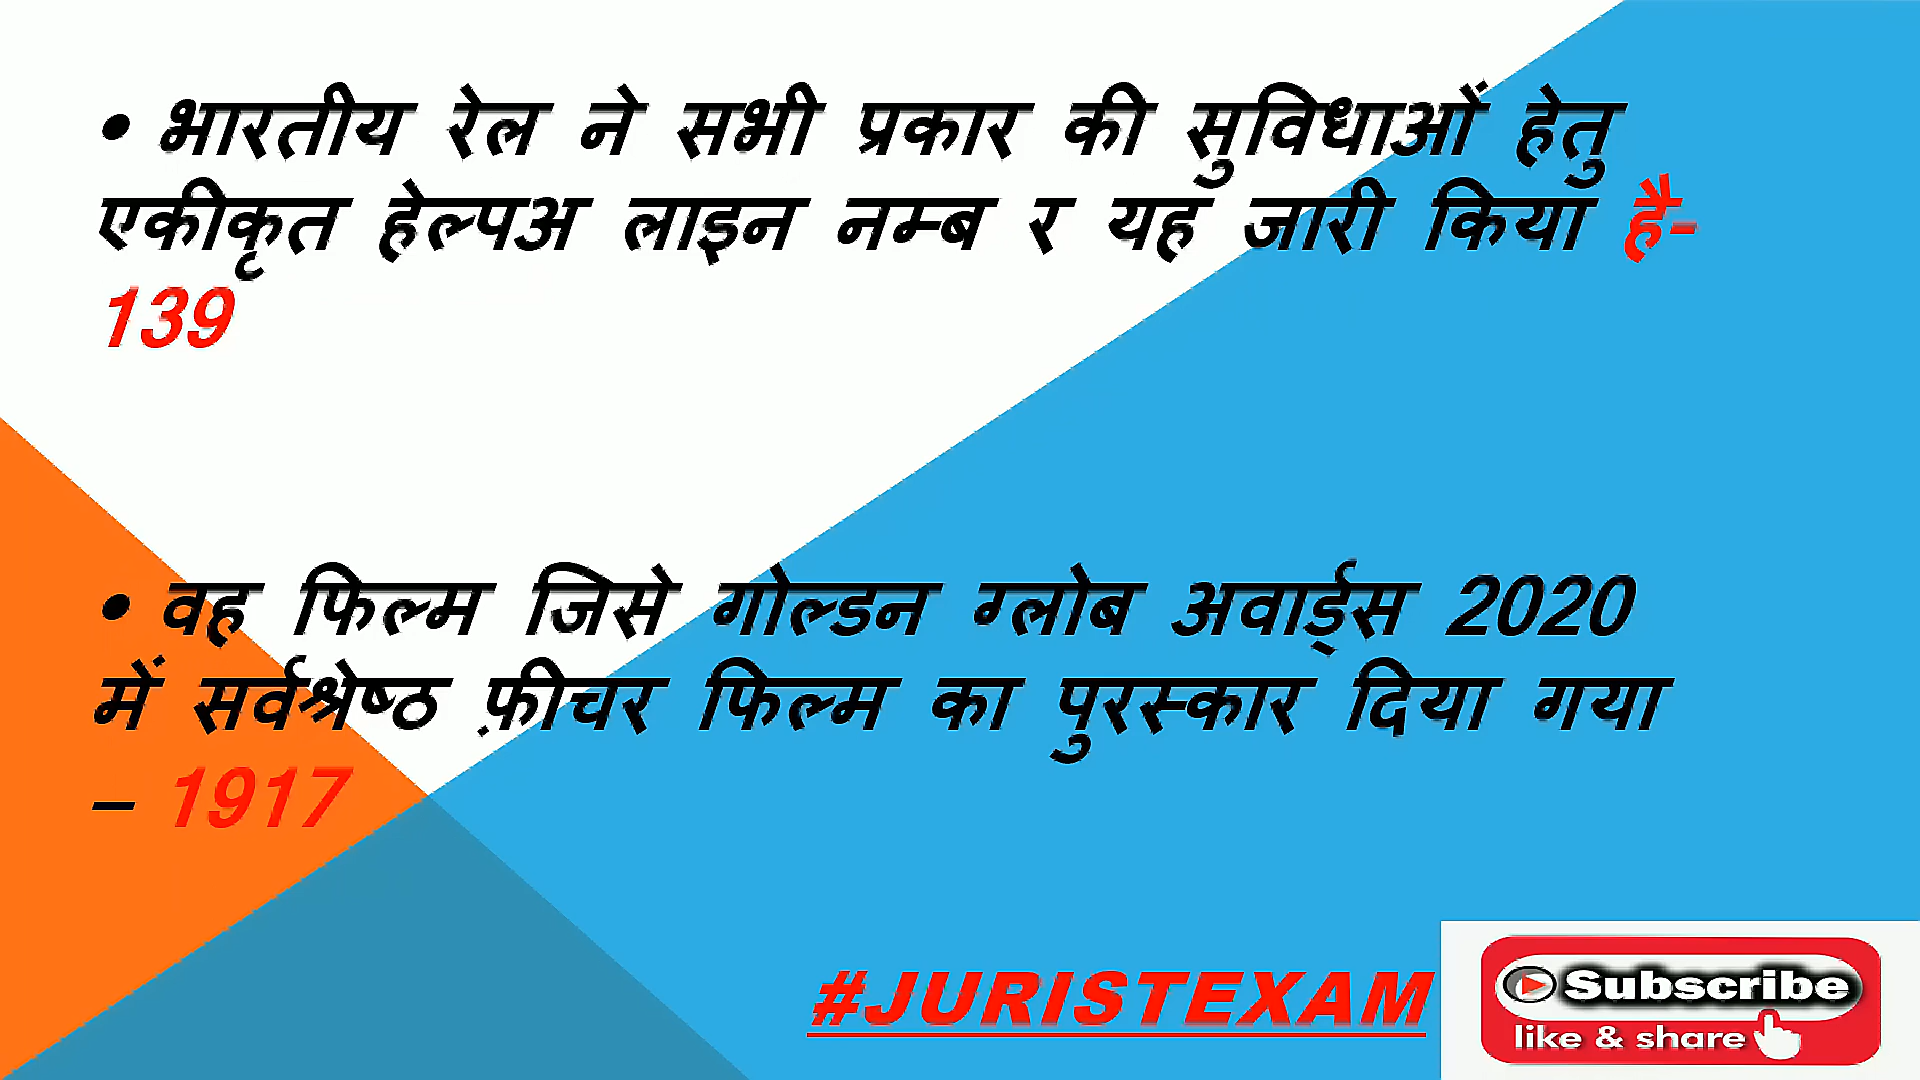 • भारतीय रेल ने सभी प्रकार की सुविधाओं हेतु
एकीकृत हेल्पअ लाइन नम्ब र यह जारी किया है-
139
• वह फिल्म जिसे गोल्डन ग्लोब अवार्ड्स 2020
में सर्वश्रेष्ठ फ़ीचर फिल्म का पुरस्कार दिया गया
– 1917
#JURISTEXAM
Subscribe
like & share